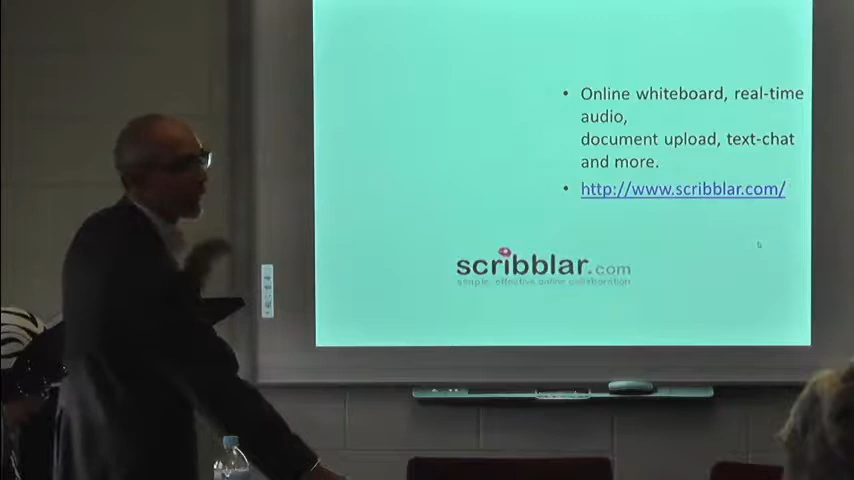 • Online whiteboard, real-time
audio,
document upload, text-chat
and more.
• http://www.scribblar.com/
scribblar.com
simple, effective online collaboration